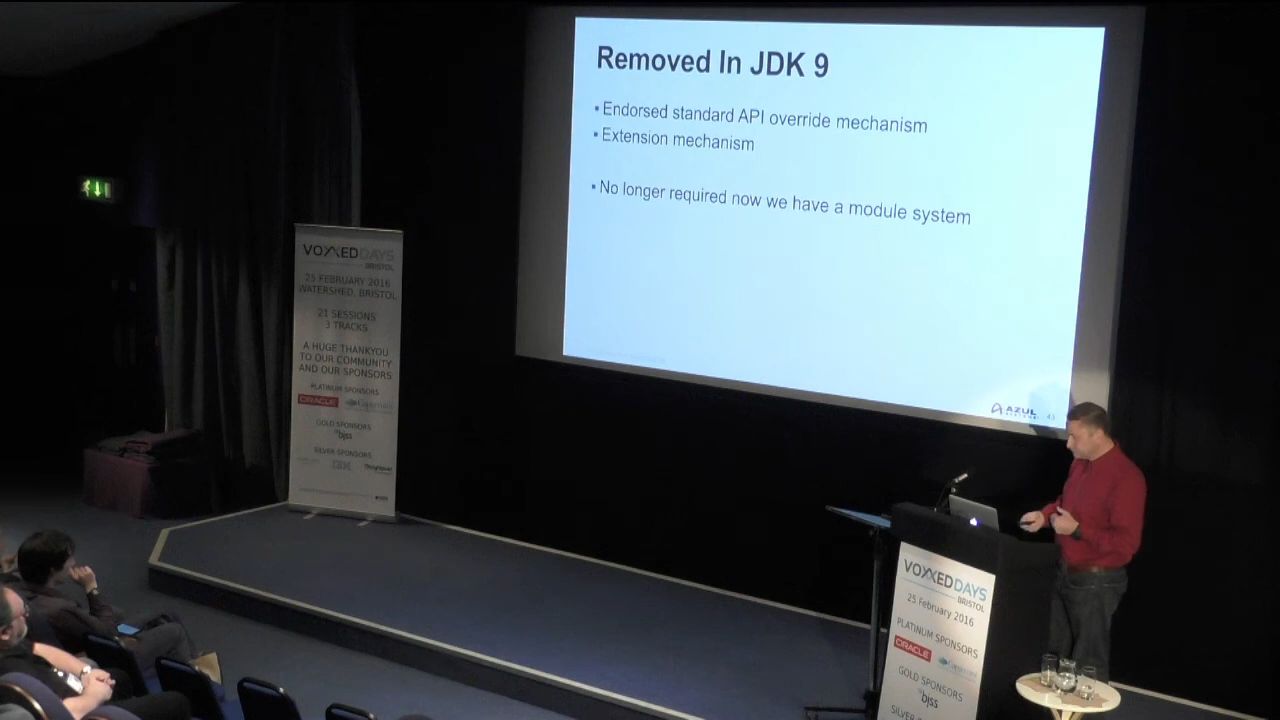 Removed In JDK 9
▪ Endorsed standard API override mechanism
▪ Extension mechanism
▪ No longer required now we have a module system
AZUL
VOXXEDDAYS
BRISTOL
25 FEBRUARY 2016
WATERSHED, BRISTOL
21 SESSIONS
3 TRACKS
A HUGE THANKYOU
TO OUR COMMUNITY
AND OUR SPONSORS
PLATINUM SPONSORS
ORACLE
GOLD SPONSORS
bjss
SILVER SPONSORS
VOXXEDDAYS
BRISTOL
25 February 2016
PLATINUM SPONSORS
ORACLE
GOLD SPONSORS
bjss